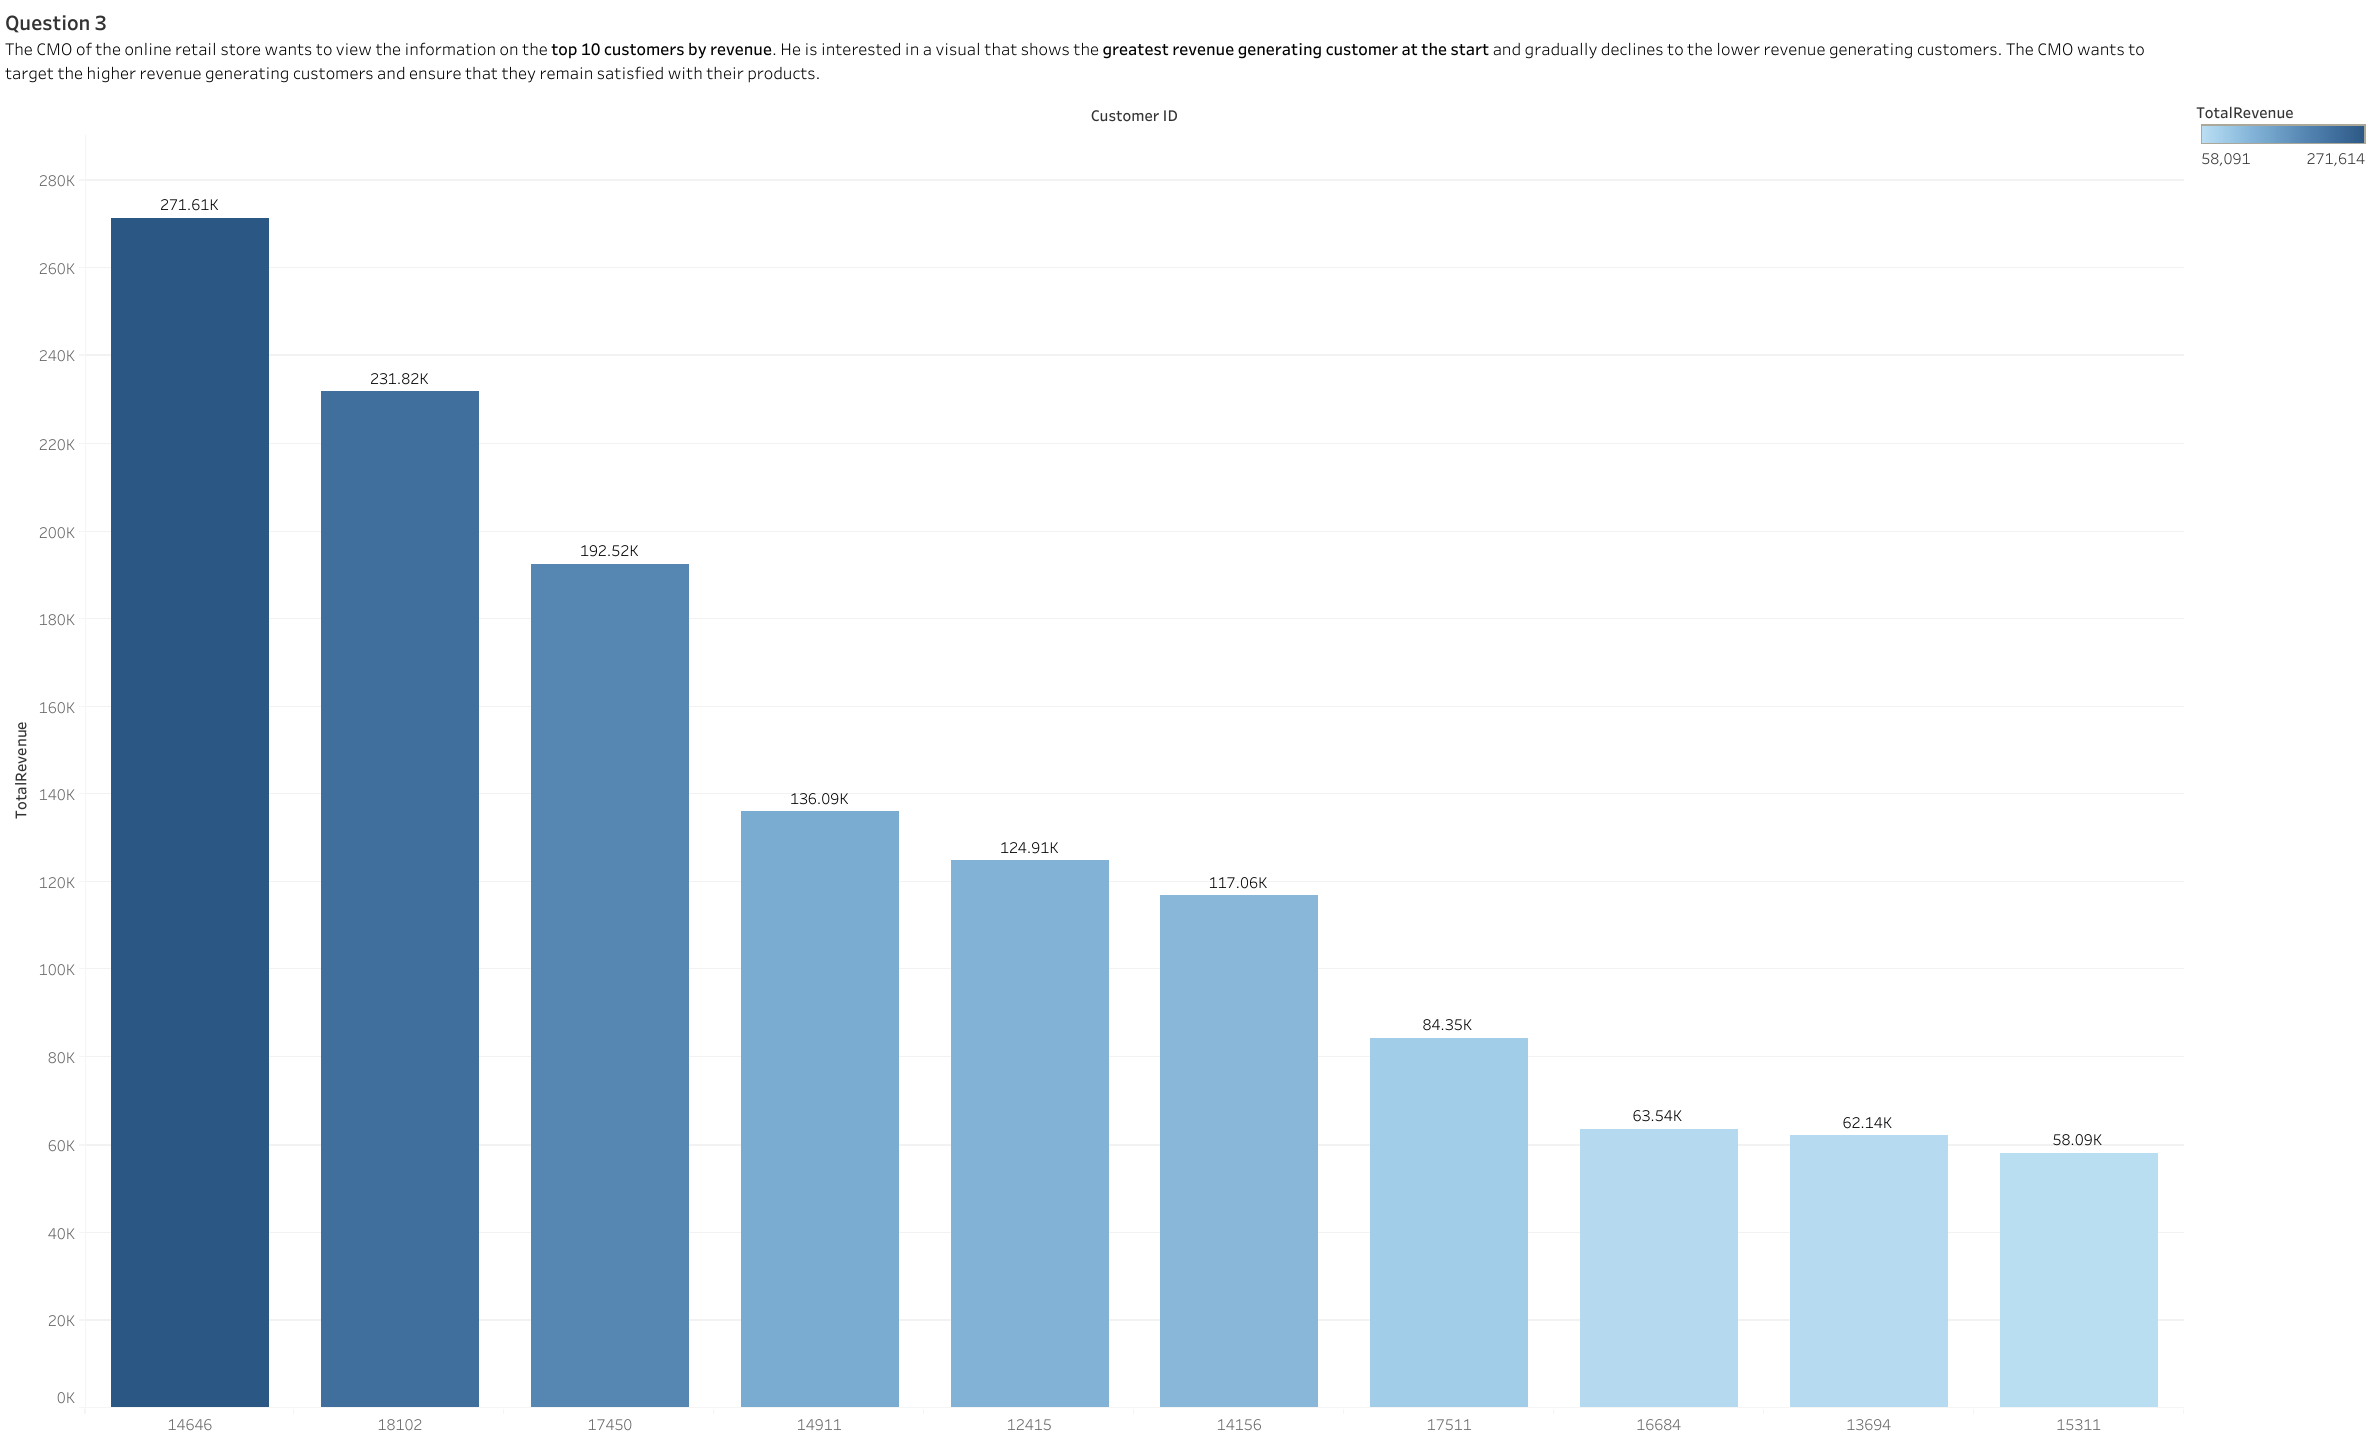 Question 3
The CMO of the online retail store wants to view the information on the top 10 customers by revenue. He is interested in a visual that shows the greatest revenue generating customer at the start and gradually declines to the lower revenue generating customers. The CMO wants to
target the higher revenue generating customers and ensure that they remain satisfied with their products.
Customer ID
TotalRevenue
58,091 271,614
280K
260K
240K
220K
200K
180K
160K
140K
120K
100K
80K
60K
40K
20K
0K
TotalRevenue
271.61K
231.82K
192.52K
136.09K
124.91K
117.06K
84.35K
63.54K
62.14K
58.09K
14646 18102 17450 14911 12415 14156 17511 16684 13694 15311